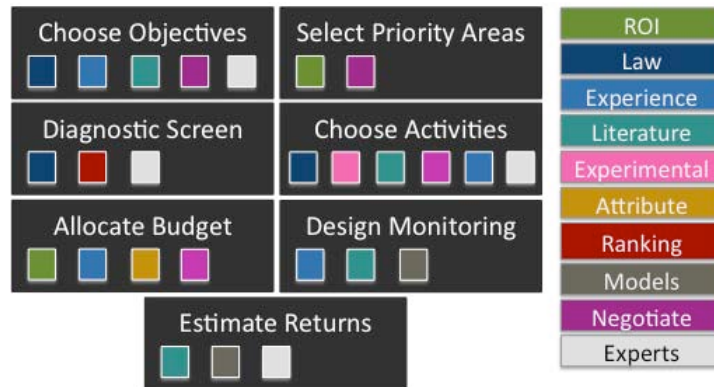 Choose Objectives
Select Priority Areas
Diagnostic Screen
Choose Activities
Allocate Budget
Design Monitoring
Estimate Returns
ROI
Law
Experience
Literature
Experimental
Attribute
Ranking
Models
Negotiate
Experts